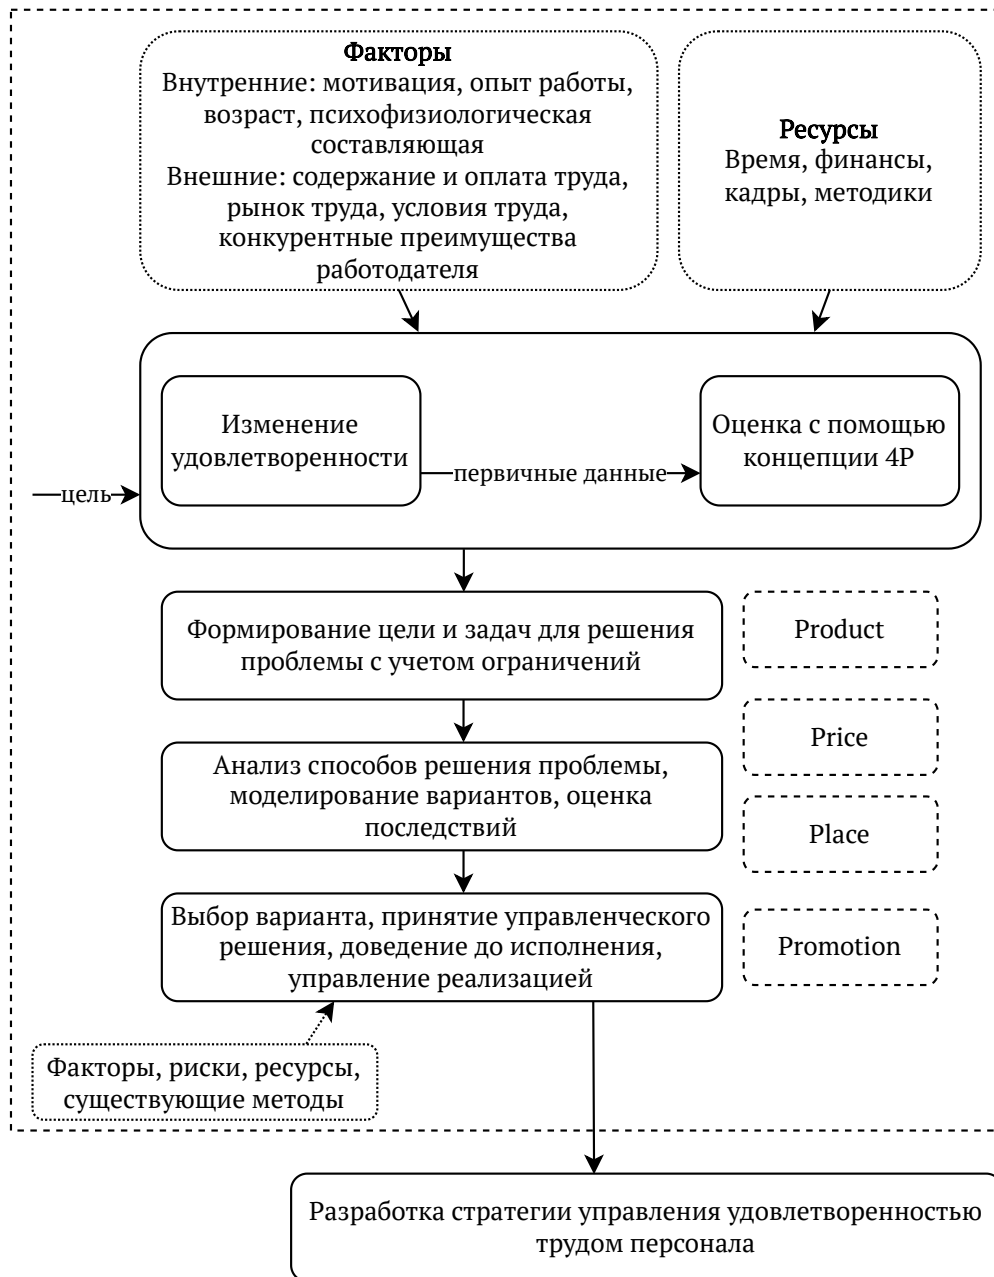 Факторы
Внутренние: мотивация, опыт работы,
возраст, психофизиологическая
составляющая
Внешние: содержание и оплата труда,
рынок труда, условия труда,
конкурентные преимущества
работодателя
Ресурсы
Время, финансы,
кадры, методики
Изменение
удовлетворенности
первичные данные
Оценка с помощью
концепции 4P
цель
Формирование цели и задач для решения
проблемы с учетом ограничений
Product
Price
Анализ способов решения проблемы,
моделирование вариантов, оценка
последствий
Place
Выбор варианта, принятие управленческого
решения, доведение до исполнения,
управление реализацией
Promotion
Факторы, риски, ресурсы,
существующие методы
Разработка стратегии управления удовлетворенностью
трудом персонала